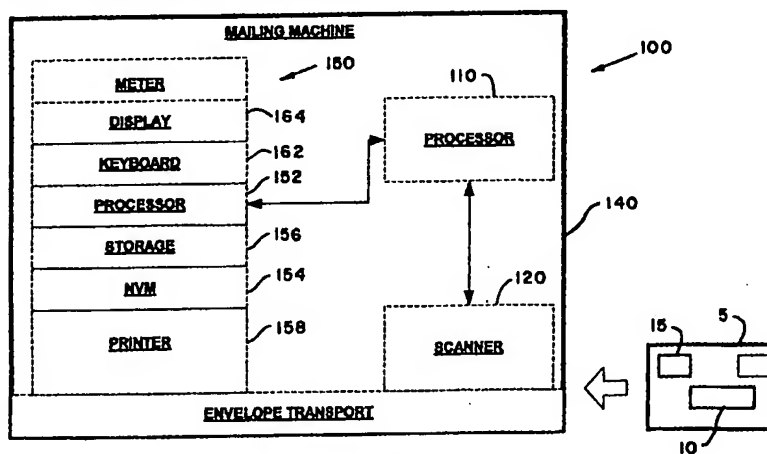 MAILING MACHINE
150
100
METER
110
DISPLAY
164
PROCESSOR
KEYBOARD
162
152
PROCESSOR
140
STORAGE
156
120
NVM
154
15
5
PRINTER
158
SCANNER
ENVELOPE TRANSPORT
10